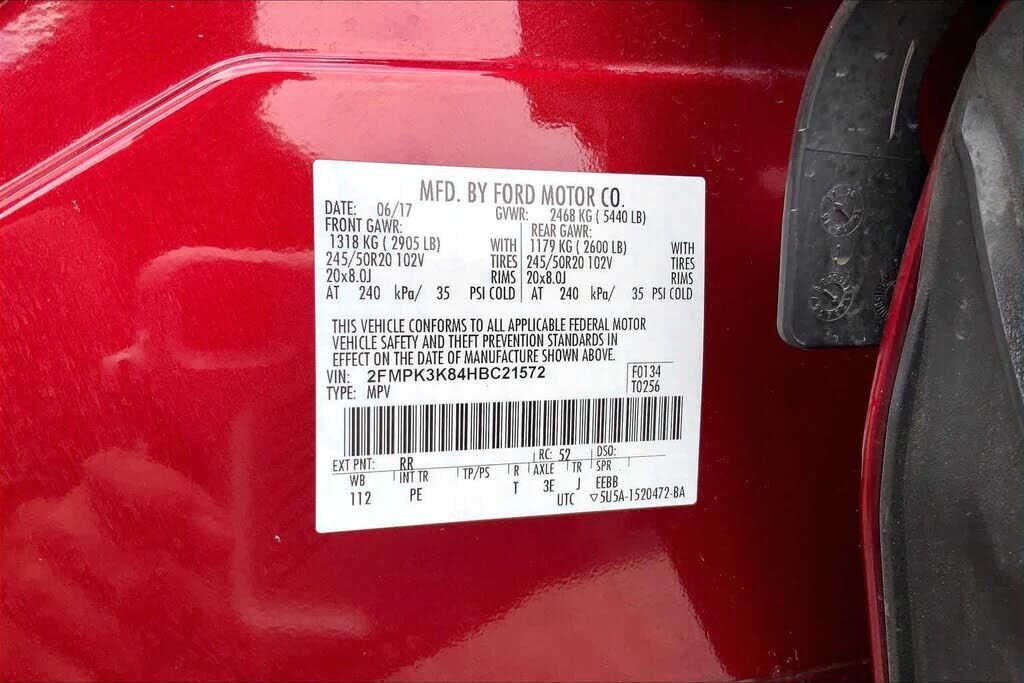 MFD. BY FORD MOTOR CO.
DATE: 06/17 GVWR: 2468 KG ( 5440 LB)
FRONT GAWR: REAR GAWR:
1318 KG ( 2905 LB) WITH 1179 KG ( 2600 LB) WITH
245/50R20 102V TIRES 245/50R20 102V TIRES
20x8.0J RIMS 20x8.0J RIMS
AT 240 kPa/ 35 PSI COLD AT 240 kPa/ 35 PSI COLD
THIS VEHICLE CONFORMS TO ALL APPLICABLE FEDERAL MOTOR
VEHICLE SAFETY AND THEFT PREVENTION STANDARDS IN
EFFECT ON THE DATE OF MANUFACTURE SHOWN ABOVE.
VIN: 2FMPK3K84HBC21572 F0134
TYPE: MPV T0256
EXT PNT: RR RC: 52 DSO:
WB INT TR TP/PS R AXLE TR SPR
112 PE T 3E J EEBB
UTC ▽5U5A-1520472-BA